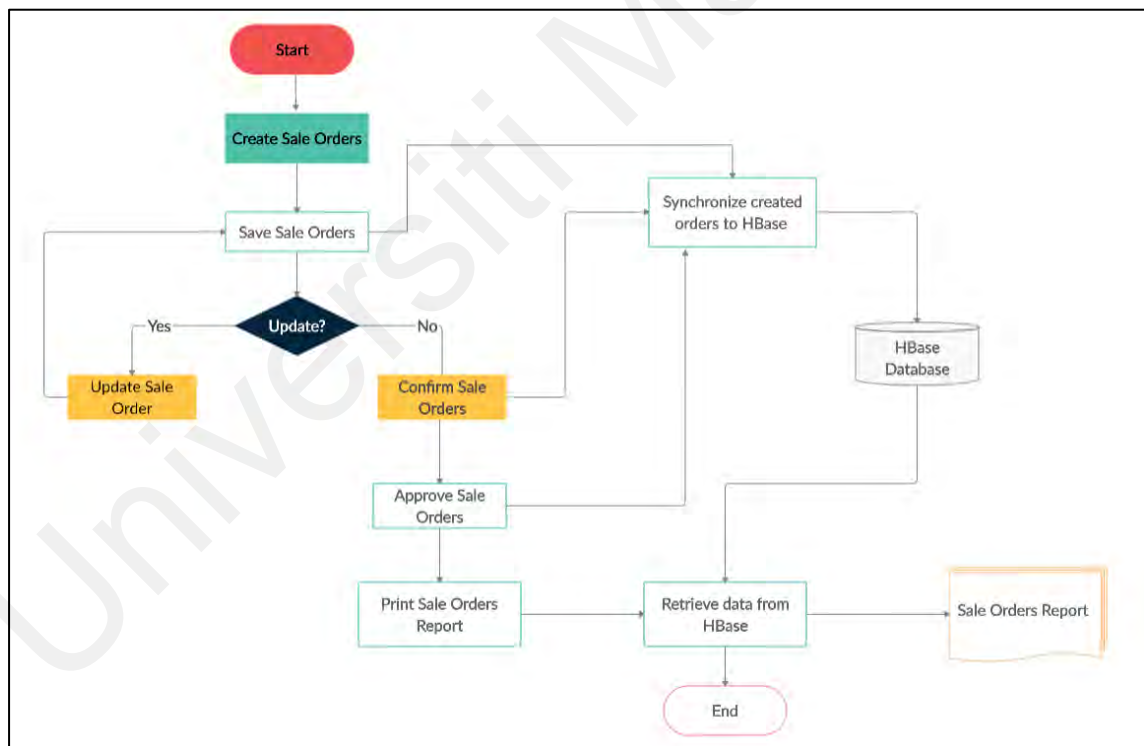 Start
Create Sale Orders
Save Sale Orders
Synchronize created
orders to HBase
Update?
Yes
No
Update Sale
Order
Confirm Sale
Orders
HBase
Database
Approve Sale
Orders
Print Sale Orders
Report
Retrieve data from
HBase
Sale Orders Report
End
Universiti M